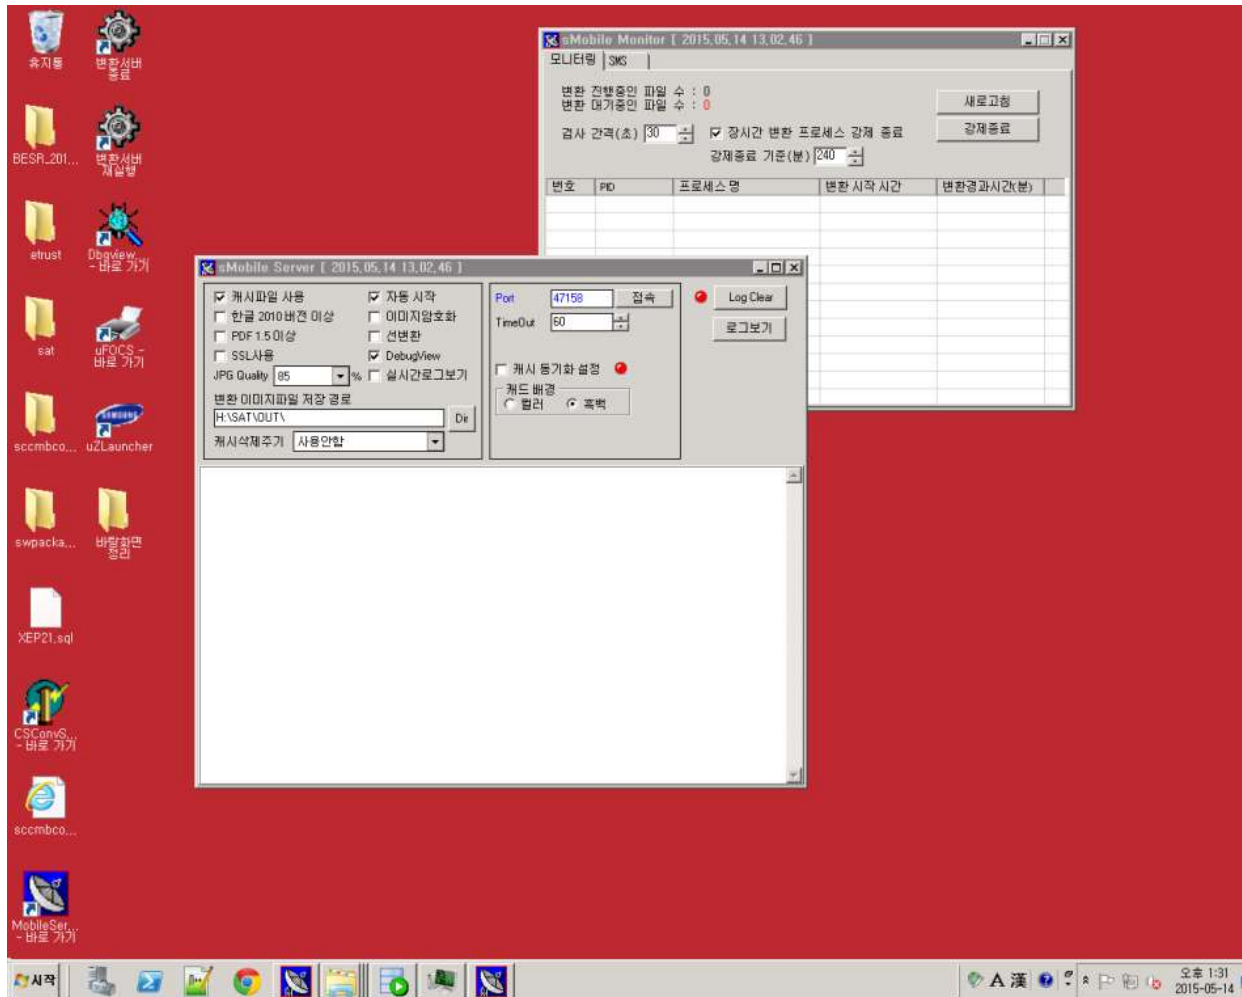 휴지통
변환서버
종료
BESR_201...
변환서버
재실행
etrust
Dbgview....
- 바로 가기
sat
uFOCS -
바로 가기
sccmbco...
uZLauncher
swpacka...
바탕화면
정리
XEP21.sql
CSConvS...
- 바로 가기
sccmbco...
MobileSer...
- 바로 가기
sMobile Monitor [ 2015.05.14 13.02.46 ]
모니터링
SMS
변환 진행중인 파일 수 : 0
변환 대기중인 파일 수 : 0
새로고침
검사 간격(초) 30
장시간 변환 프로세스 강제 종료
강제종료
강제종료 기준(분) 240
번호
PID
프로세스 명
변환 시작 시간
변환경과시간(분)
sMobile Server [ 2015.05.14 13.02.46 ]
캐시파일 사용
자동 시작
한글 2010 버전 이상
이미지암호화
PDF 1.5 이상
선변환
SSL사용
DebugView
JPG Quality 85 %
실시간로그보기
변환 이미지파일 저장 경로
H:\SAT\OUT\
Dir
캐시삭제주기 사용안함
Port 47158 접속
TimeOut 60
캐시 동기화 설정
캐드 배경
컬러
흑백
Log Clear
로그보기
시작
A 漢
오후 1:31
2015-05-14